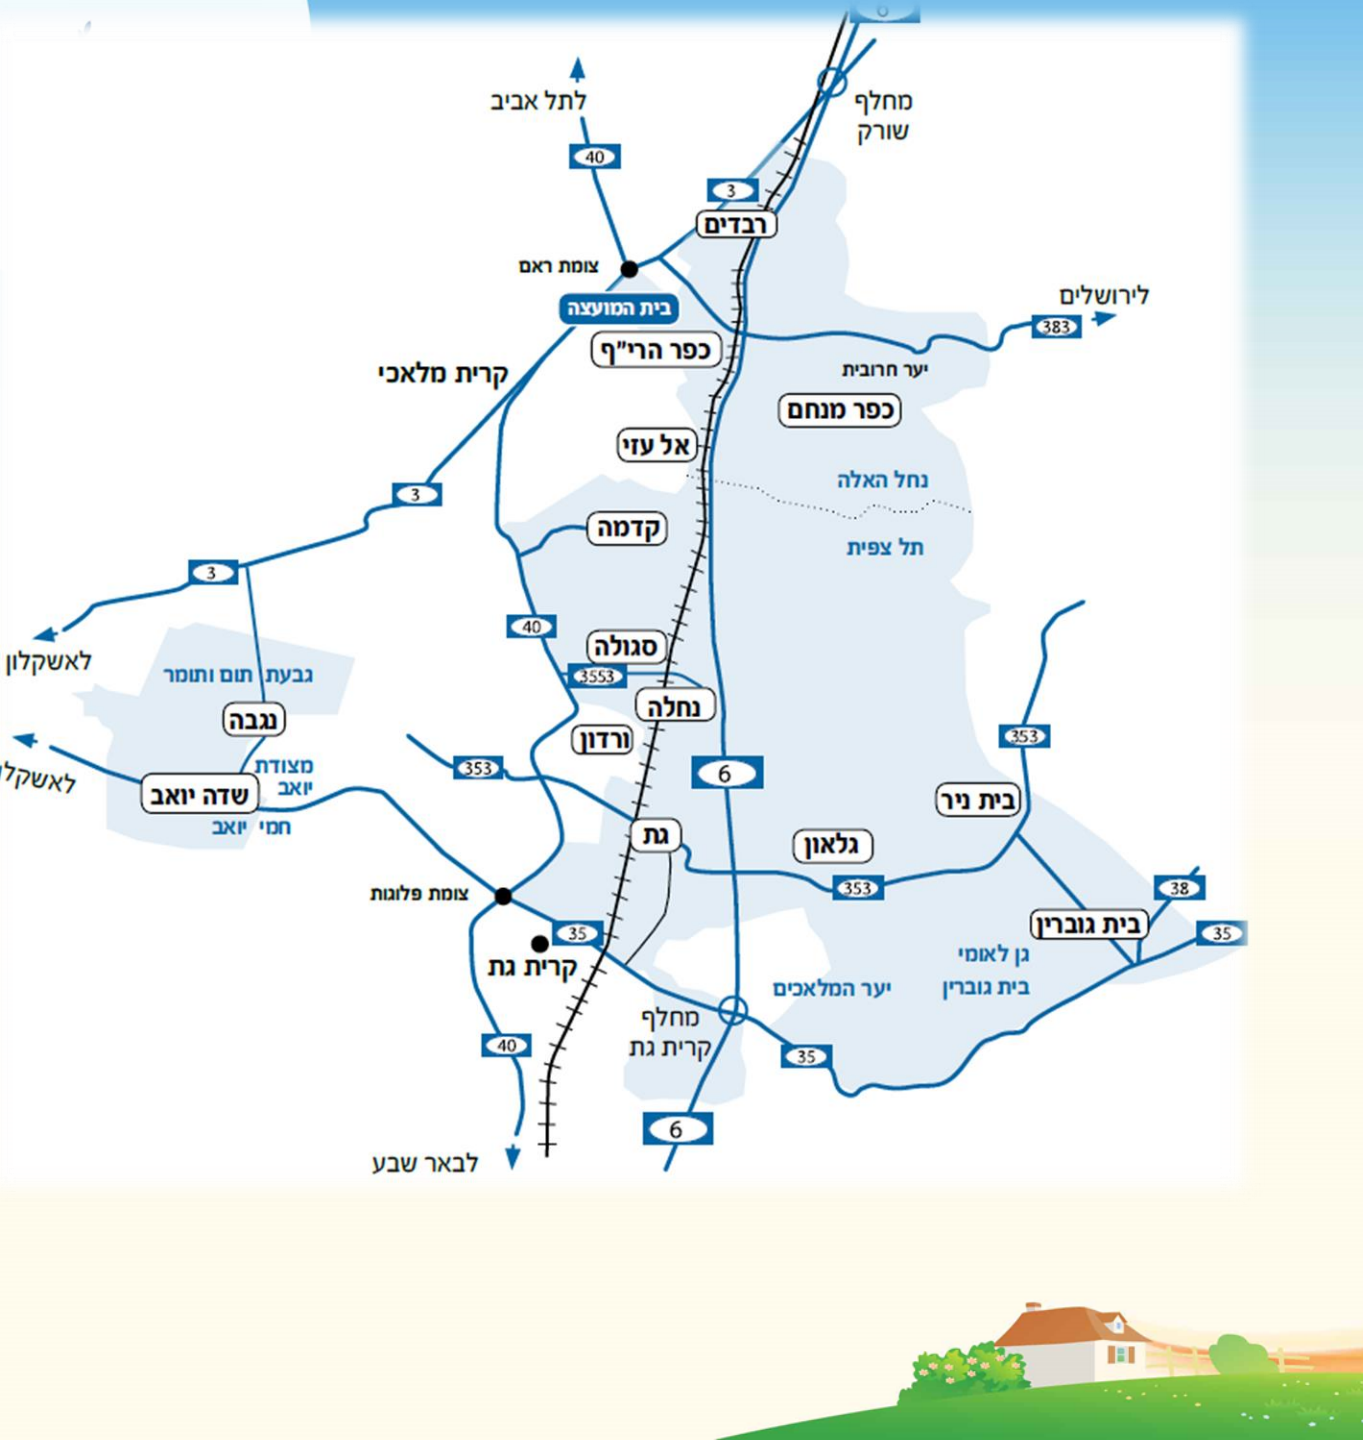 6
מחלף
שורק
לתל אביב
40
3
רבדים
צומת ראם
בית המועצה
לירושלים
383
כפר הרי"ף
יער חרובית
קרית מלאכי
כפר מנחם
אל עזי
נחל האלה
3
קדמה
תל צפית
3
40
סגולה
לאשקלון
גבעת תום ותומר
3553
נחלה
נגבה
ורדון
353
353
6
מצודת
יואב
שדה יואב
חמי יואב
בית ניר
גת
גלאון
353
38
צומת פלוגות
35
35
בית גוברין
קרית גת
גן לאומי
בית גוברין
יער המלאכים
מחלף
קרית גת
40
35
6
לבאר שבע